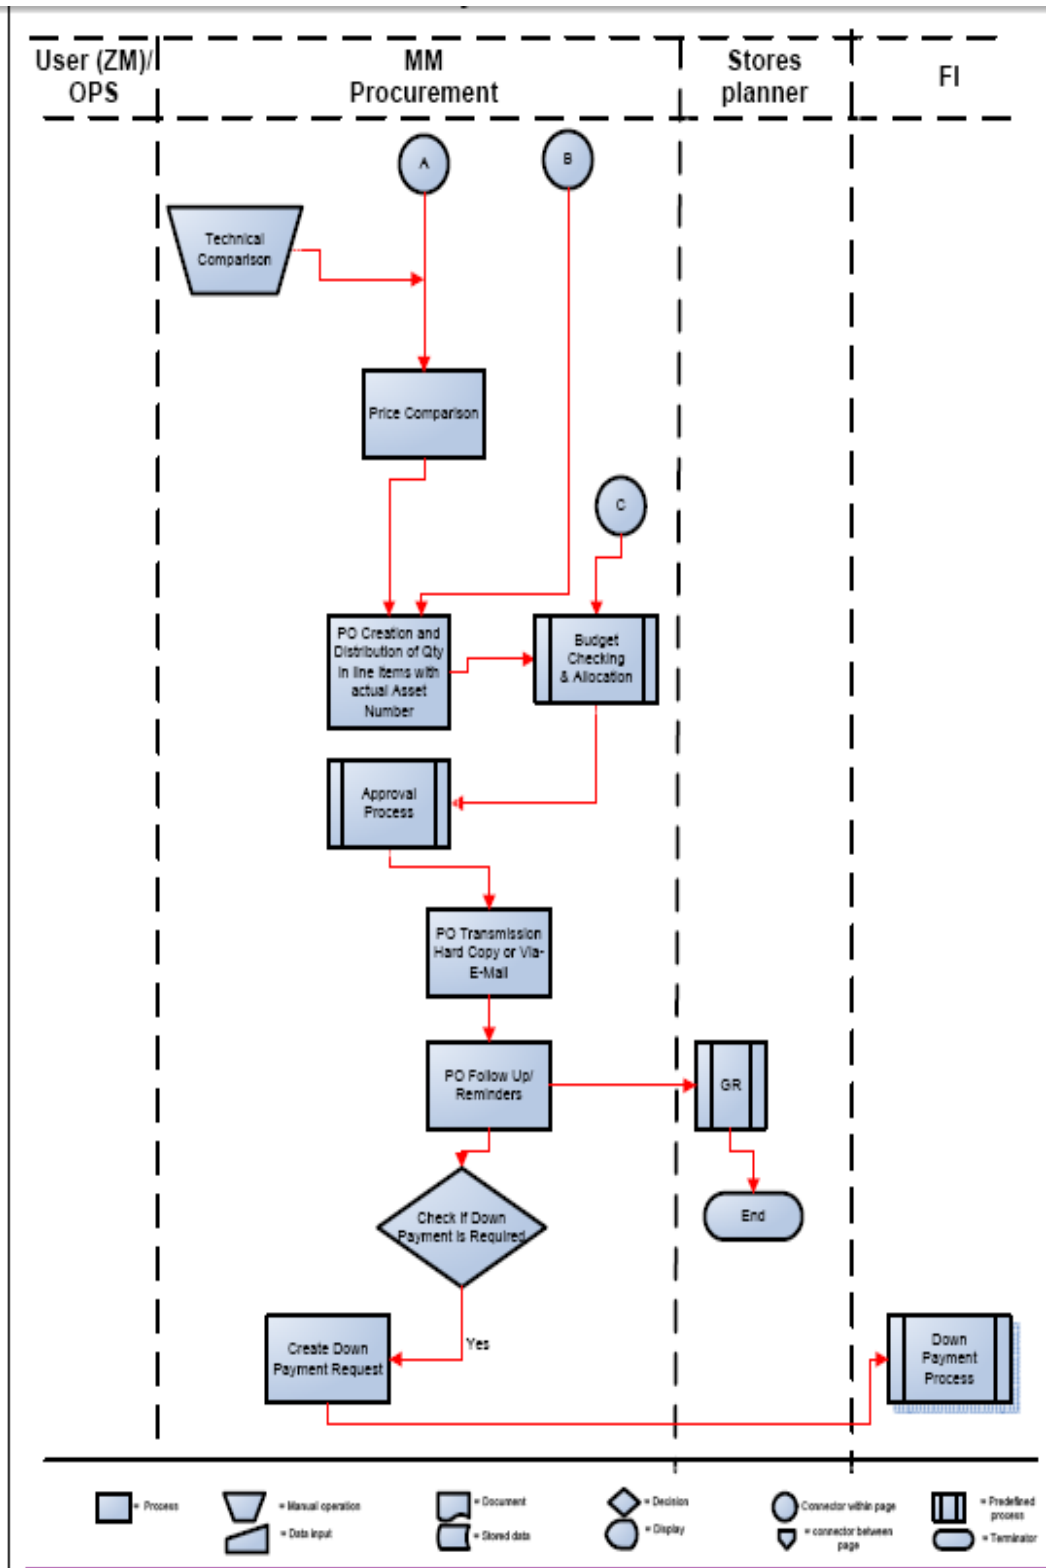 User (ZM)/
OPS
MM
Procurement
Stores
planner
FI
A
B
Technical
Comparison
Price Comparison
C
PO Creation and
Distribution of Qty
in line items with
actual Asset
Number
Budget
Checking
& Allocation
Approval
Process
PO Transmission
Hard Copy or Via-
E-Mail
PO Follow Up/
Reminders
GR
Check if Down
Payment is Required
End
Yes
Create Down
Payment Request
Down
Payment
Process
= Process
= Manual operation
= Document
= Decision
Connector within page
= Predefined
process
= Data input
= Stored data
= Display
= connector between
page
= Terminator